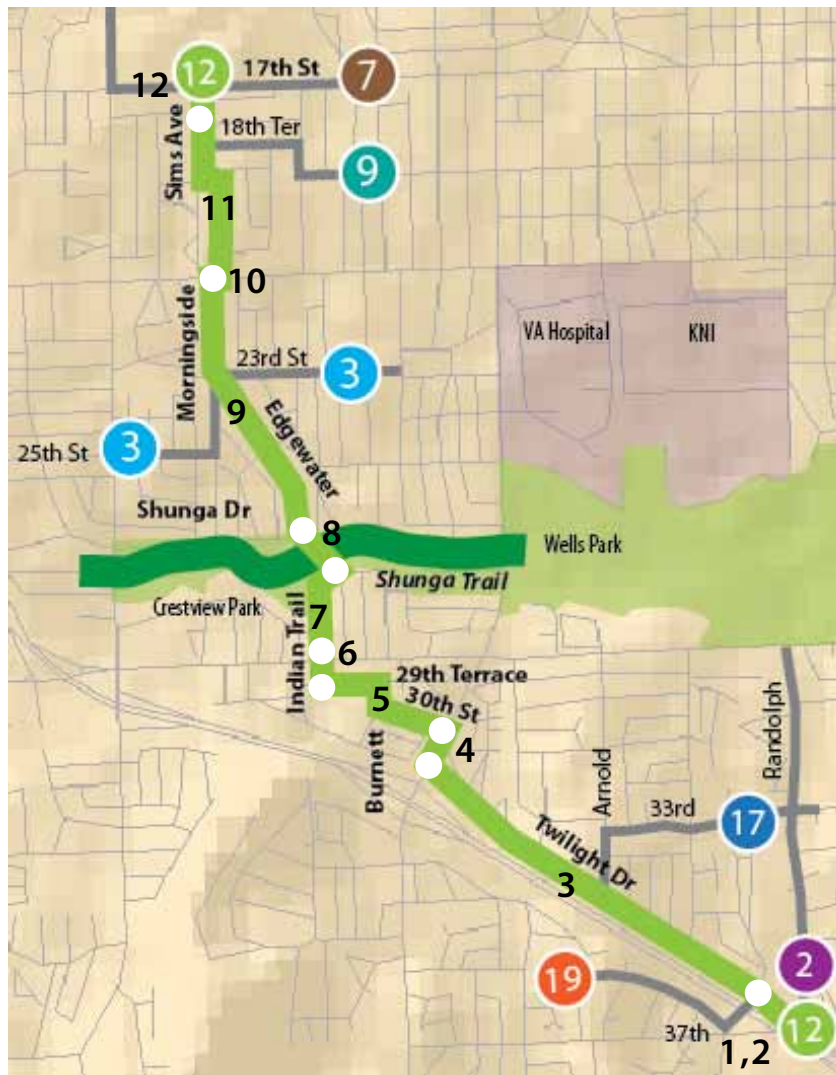 12
12
17th St
7
Sims Ave
18th Ter
9
11
10
Morningside
VA Hospital
KNI
23rd St
3
9
Edgewater
25th St
3
Shunga Dr
8
Wells Park
Shunga Trail
Crestview Park
7
Indian Trail
6
29th Terrace
5
30th St
4
Burnett
Arnold
Randolph
33rd
17
Twilight Dr
3
19
2
37th
12
1,2